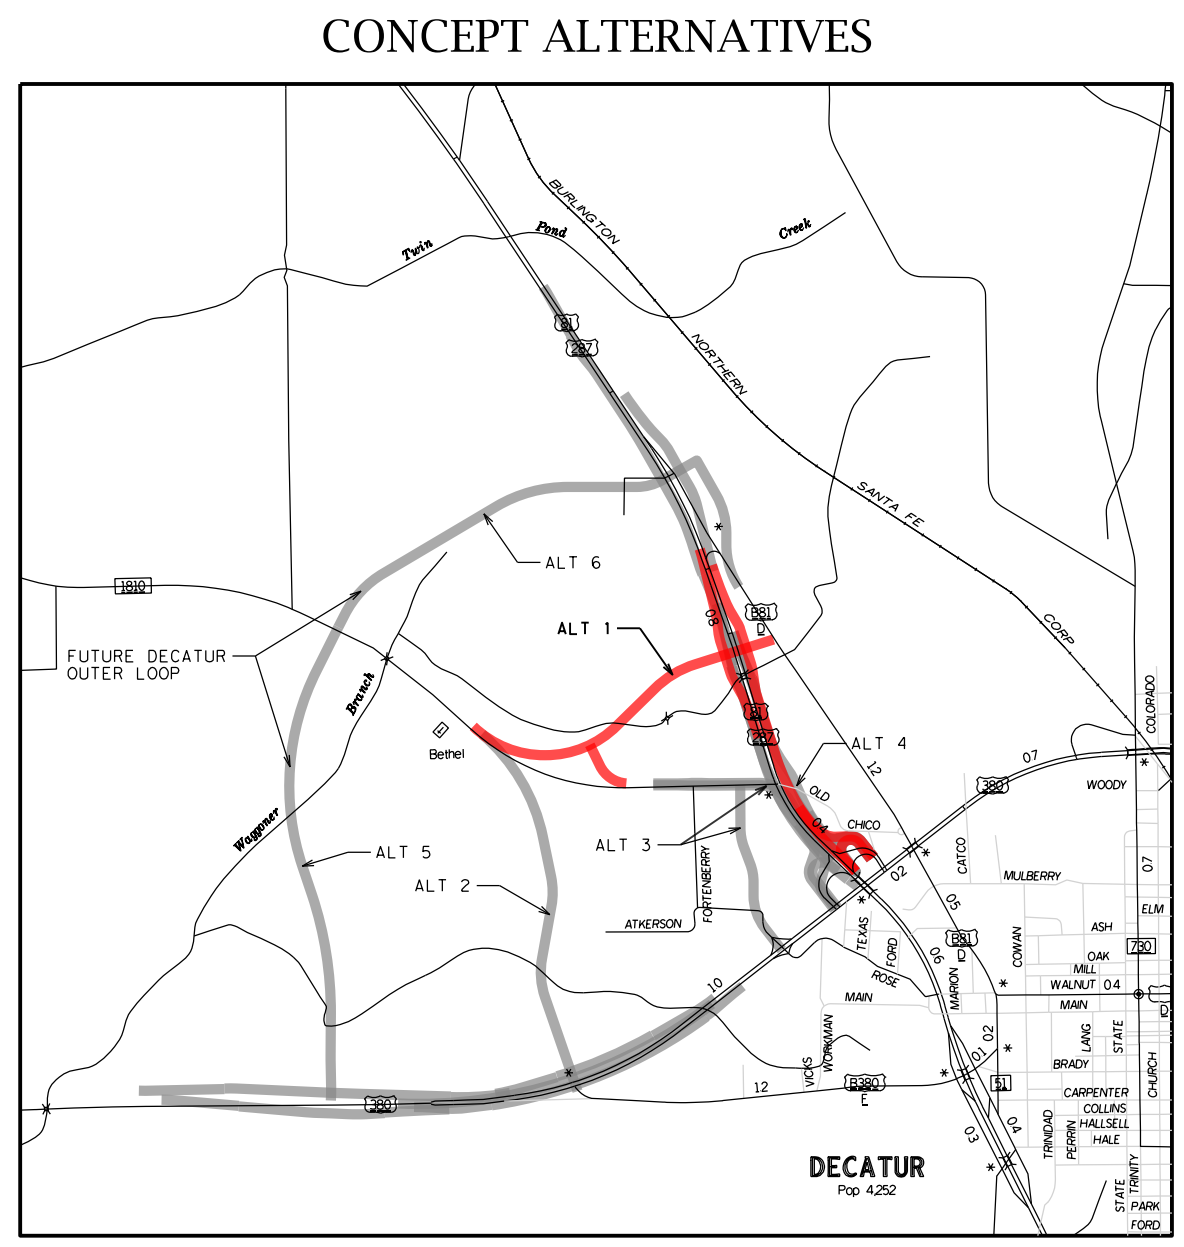 CONCEPT ALTERNATIVES
BURLINGTON
Twin
Pond
Creek
81
287
NORTHERN
SANTA FE
ALT 6
1810
B81
D
08
ALT 1
CORP
FUTURE DECATUR
OUTER LOOP
Branch
COLORADO
81
287
Bethel
ALT 4
12
07
380
WOODY
OLD
04
CHICO
Waggoner
ALT 3
ALT 5
CATCO
07
02
MULBERRY
ALT 2
FORTENBERRY
05
ELM
ATKERSON
TEXAS
FORD
B81
D
06
COWAN
ASH
730
OAK
MILL
ROSE
MARION
WALNUT 04
10
MAIN
MAIN
D
WORKMAN
VICKS
02
LANG
STATE
01
BRADY
CHURCH
12
B380
F
51
CARPENTER
380
COLLINS
HALLSELL
HALE
03
04
TRINIDAD
PERRIN
DECATUR
Pop 4,252
TRINITY
STATE
PARK
FORD